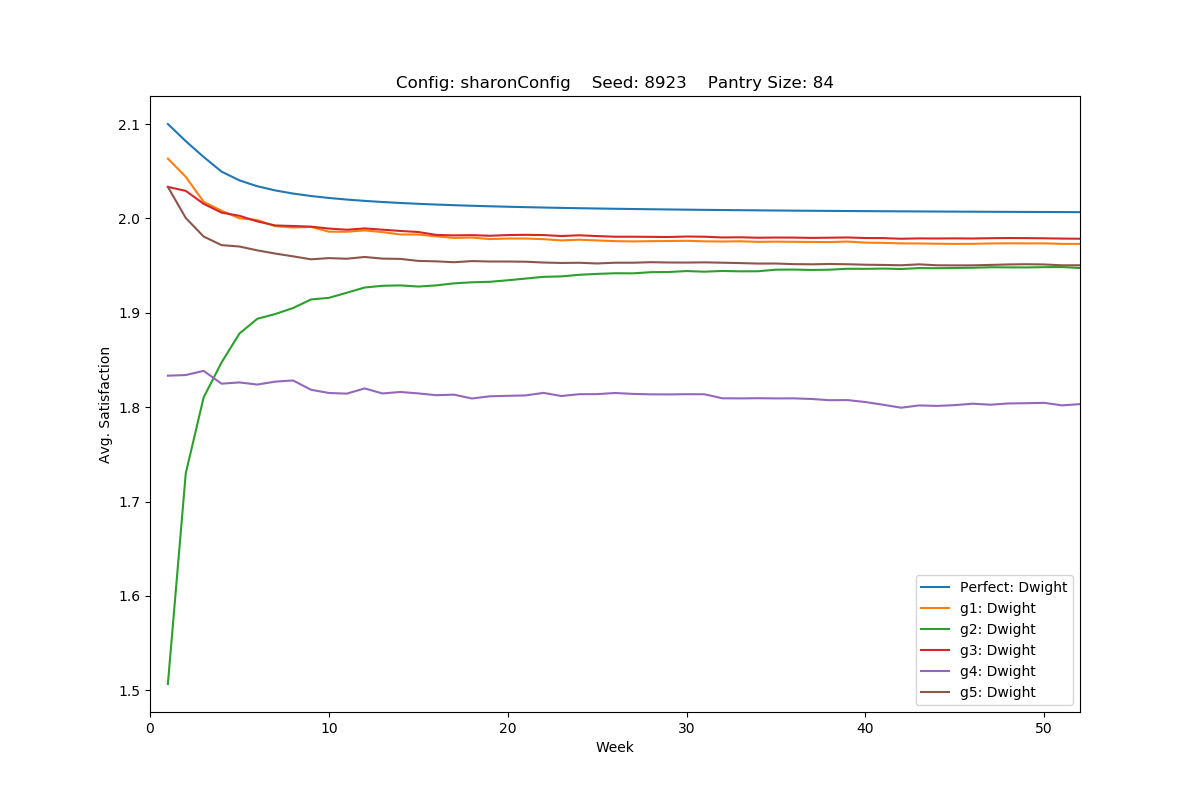 Config: sharonConfig    Seed: 8923    Pantry Size: 84
2.1
2.0
1.9
1.8
1.7
1.6
1.5
Avg. Satisfaction
Perfect: Dwight
g1: Dwight
g2: Dwight
g3: Dwight
g4: Dwight
g5: Dwight
0 10 20 30 40 50
Week